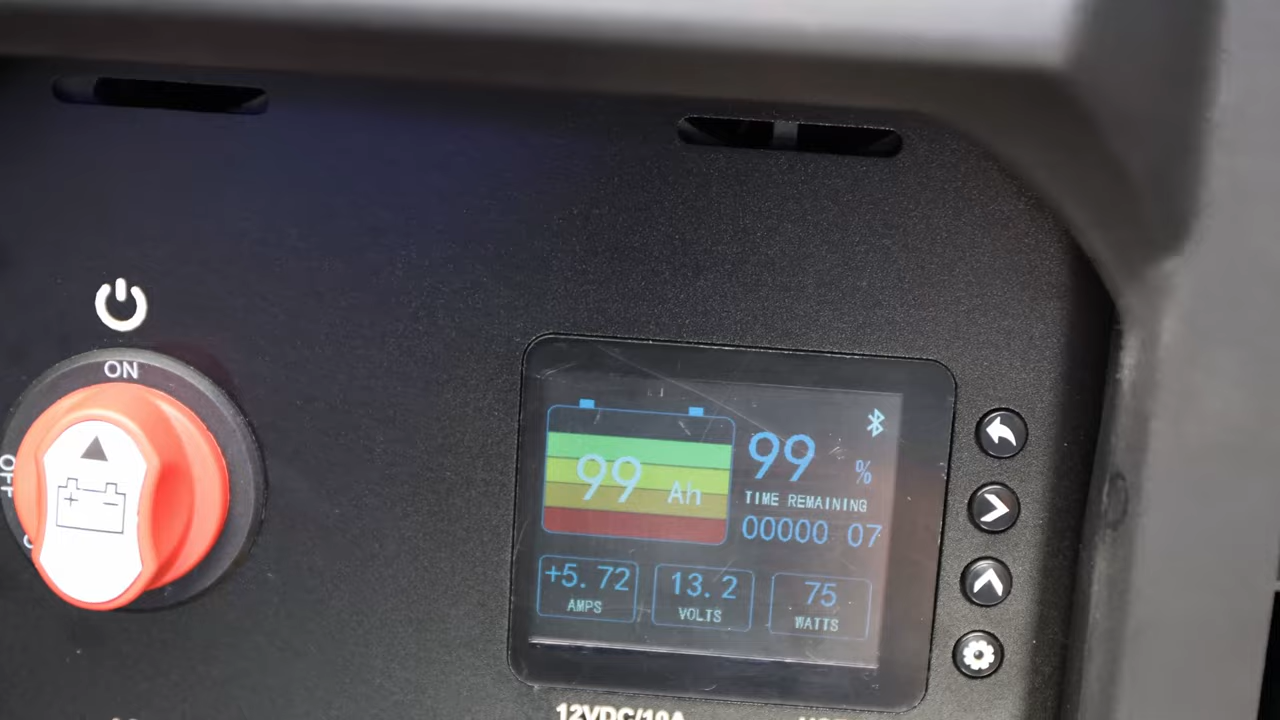 ON
OFF
99 Ah
99 %
TIME REMAINING
00000 07
+5.72
AMPS
13.2
VOLTS
75
WATTS
12VDC/10A